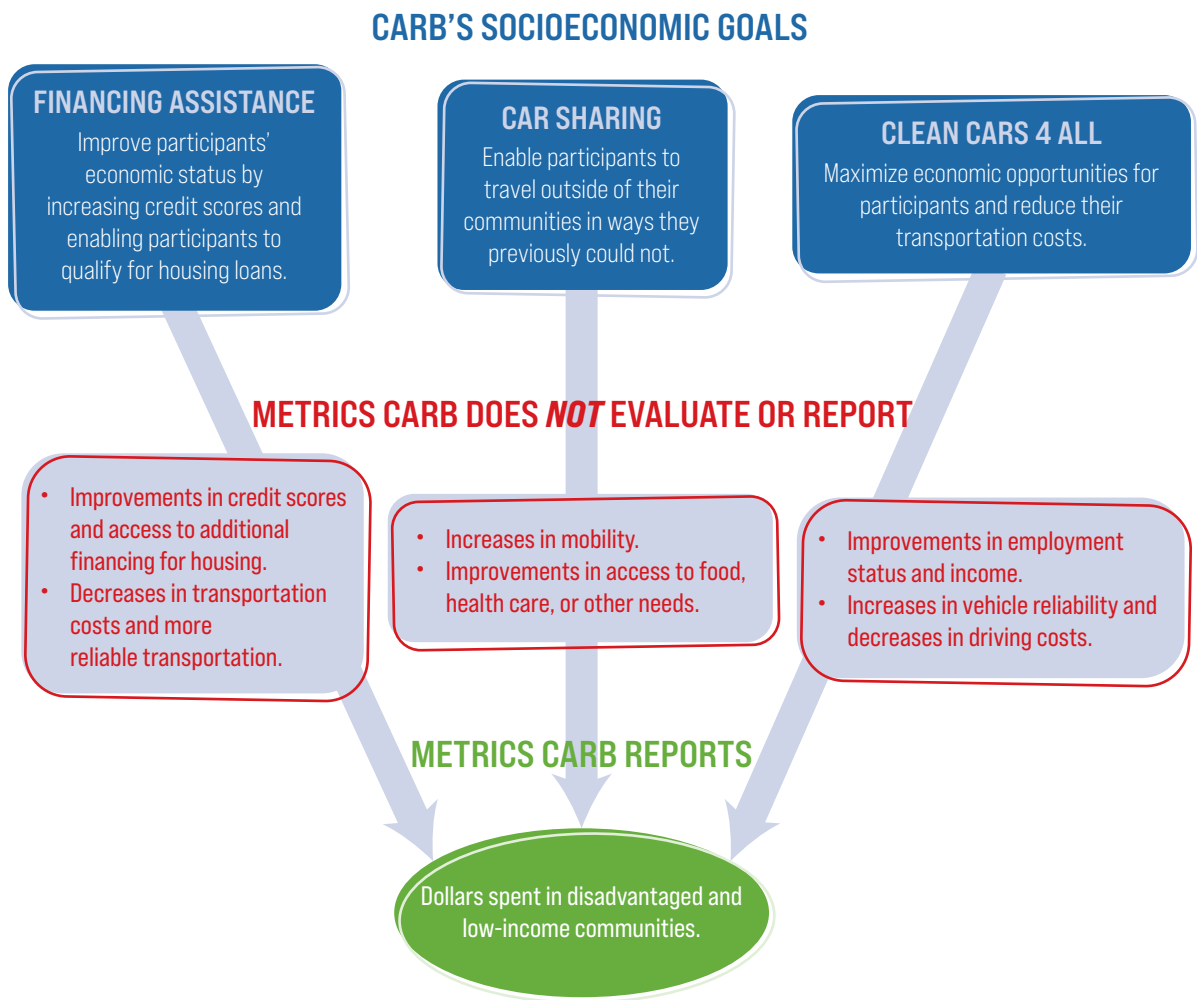 CARB'S SOCIOECONOMIC GOALS
FINANCING ASSISTANCE
Improve participants'
economic status by
increasing credit scores and
enabling participants to
qualify for housing loans.
CAR SHARING
Enable participants to
travel outside of their
communities in ways they
previously could not.
CLEAN CARS 4 ALL
Maximize economic opportunities for
participants and reduce their
transportation costs.
METRICS CARB DOES NOT EVALUATE OR REPORT
• Improvements in credit scores
and access to additional
financing for housing.
• Decreases in transportation
costs and more
reliable transportation.
• Increases in mobility.
• Improvements in access to food,
health care, or other needs.
• Improvements in employment
status and income.
• Increases in vehicle reliability and
decreases in driving costs.
METRICS CARB REPORTS
Dollars spent in disadvantaged and
low-income communities.